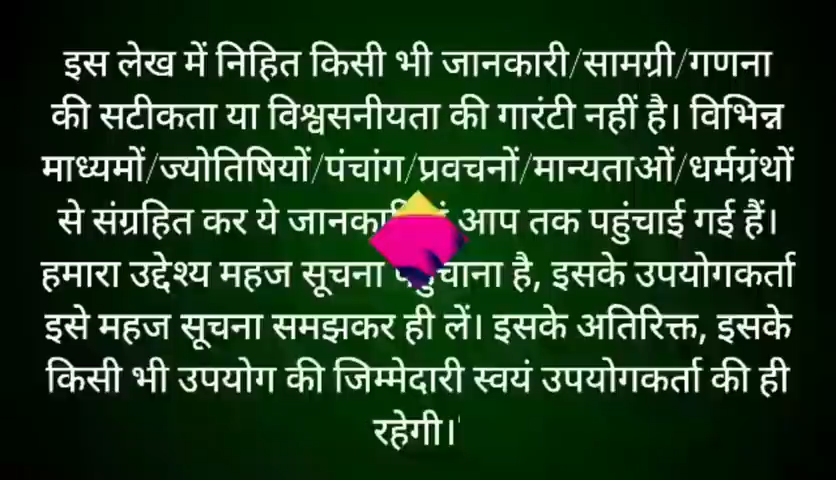 इस लेख में निहित किसी भी जानकारी/सामग्री/गणना
की सटीकता या विश्वसनीयता की गारंटी नहीं है। विभिन्न
माध्यमों/ज्योतिषियों/पंचांग/प्रवचनों/मान्यताओं/धर्मग्रंथों
से संग्रहित कर ये आप तक पहुंचाई गई हैं।
हमारा उद्देश्य महज सूचना है, इसके उपयोगकर्ता
इसे महज सूचना समझकर ही लें। इसके अतिरिक्त, इसके
किसी भी उपयोग की जिम्मेदारी स्वयं उपयोगकर्ता की ही
रहेगी।'